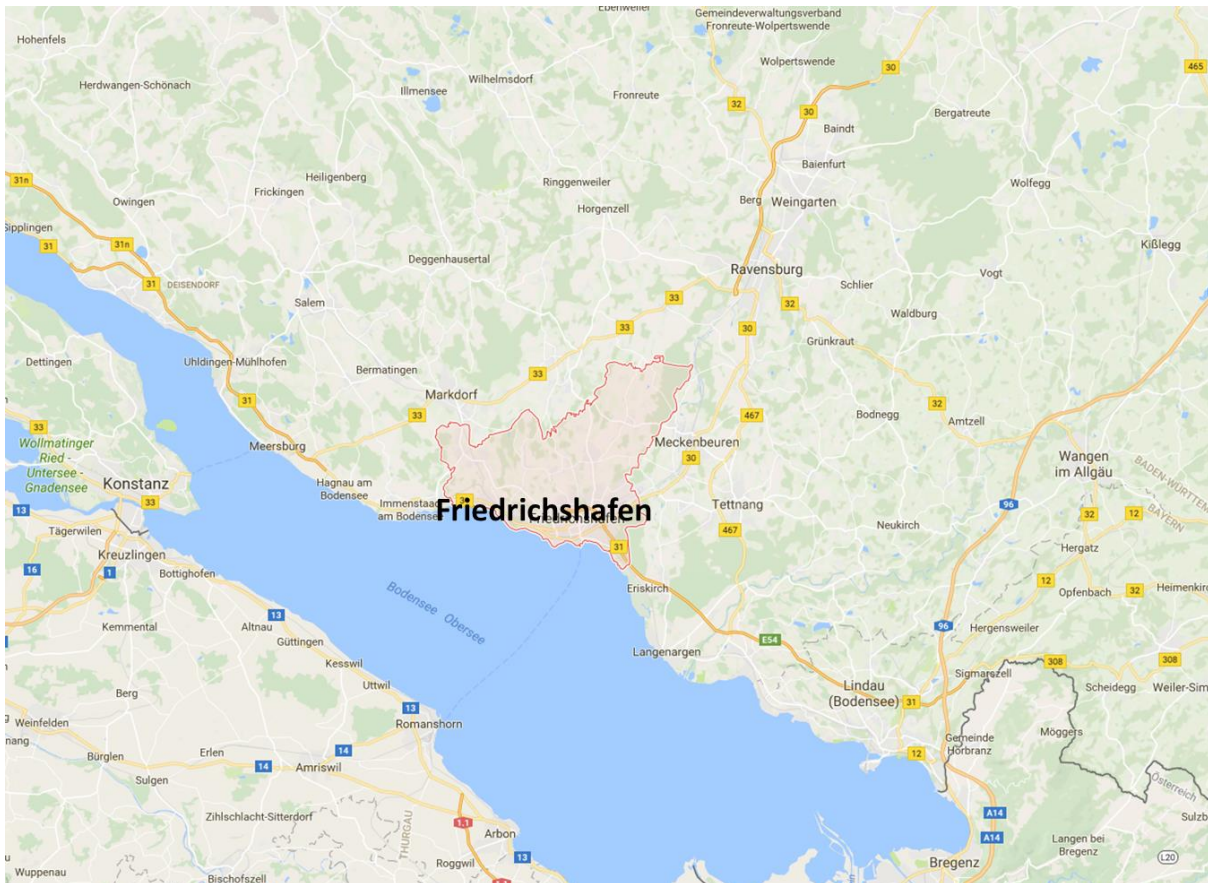 Ebenweiler
Gemeindeverwaltungsverband
Fronreute-Wolpertswende
Hohenfels
Wolpertswende
30
465
Herdwangen-Schönach
Wilhelmsdorf
Illmensee
Fronreute
32
30
Bergatreute
Baindt
Baienfurt
31n
Heiligenberg
Ringgenweiler
Wolfegg
Frickingen
Owingen
Berg
Weingarten
Horgenzell
Sipplingen
31
31n
Kißlegg
Deggenhausertal
Ravensburg
Vogt
31
DEISENDORF
Schlier
33
32
Salem
Waldburg
33
30
Grünkraut
Dettingen
Uhldingen-Mühlhofen
Bermatingen
33
Markdorf
31
33
467
32
Bodnegg
Amtzell
33
Wollmatinger
Ried -
Untersee -
Gnadensee
Meersburg
Meckenbeuren
30
Wangen
im Allgäu
BADEN-WÜRTTEM
BAYERN
Konstanz
Hagnau am
Bodensee
33
Immenstaad
am Bodensee
Friedrichshafen
Friedrichshafen
Tettnang
96
13
32
12
Tägerwilen
467
Neukirch
Kreuzlingen
31
Hergatz
16
1
Bottighofen
Eriskirch
12
Opfenbach
32
Heimenkirch
Bodensee Obersee
13
Kemmental
Altnau
96
Hergensweiler
Güttingen
E54
Kesswil
Langenargen
308
308
Sigmarszell
Uttwil
Lindau
(Bodensee)
Scheidegg
Weiler-Sim
Berg
31
13
Weinfelden
Romanshorn
Möggers
Gemeinde
Hörbranz
nang
14
12
Bürglen
Erlen
14
Amriswil
Sulgen
Österreich
Zihlschlacht-Sitterdorf
THURGAU
1.1
A14
Sulzb
Arbon
A14
Langen bei
Bregenz
13
Roggwil
Bregenz
L20
Wuppenau
Bischofszell
1.1